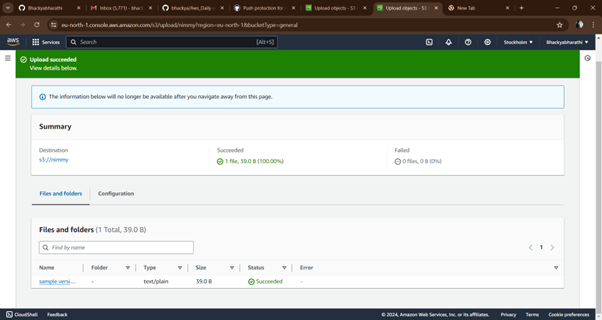 Bhackyabharathi
Gmail
Inbox (5,771) - bhac
bhackya/Aws_Daily
Push protection for
Upload objects - S3
Upload objects - S3
New Tab
eu-north-1.console.aws.amazon.com/s3/upload/nimmy?region=eu-north-1&bucketType=general
aws
Services
Search
[Alt+S]
Stockholm
Bhackyabharathi
Upload succeeded
View details below.
The information below will no longer be available after you navigate away from this page.
Summary
Destination
Succeeded
Failed
s3://nimmy
1 file, 39.0 B (100.00%)
0 files, 0 B (0%)
Files and folders
Configuration
Files and folders (1 Total, 39.0 B)
Find by name
1
Name
Folder
Type
Size
Status
Error
sample versi...
-
text/plain
39.0 B
Succeeded
-
CloudShell
Feedback
© 2024, Amazon Web Services, Inc. or its affiliates.
Privacy
Terms
Cookie preferences